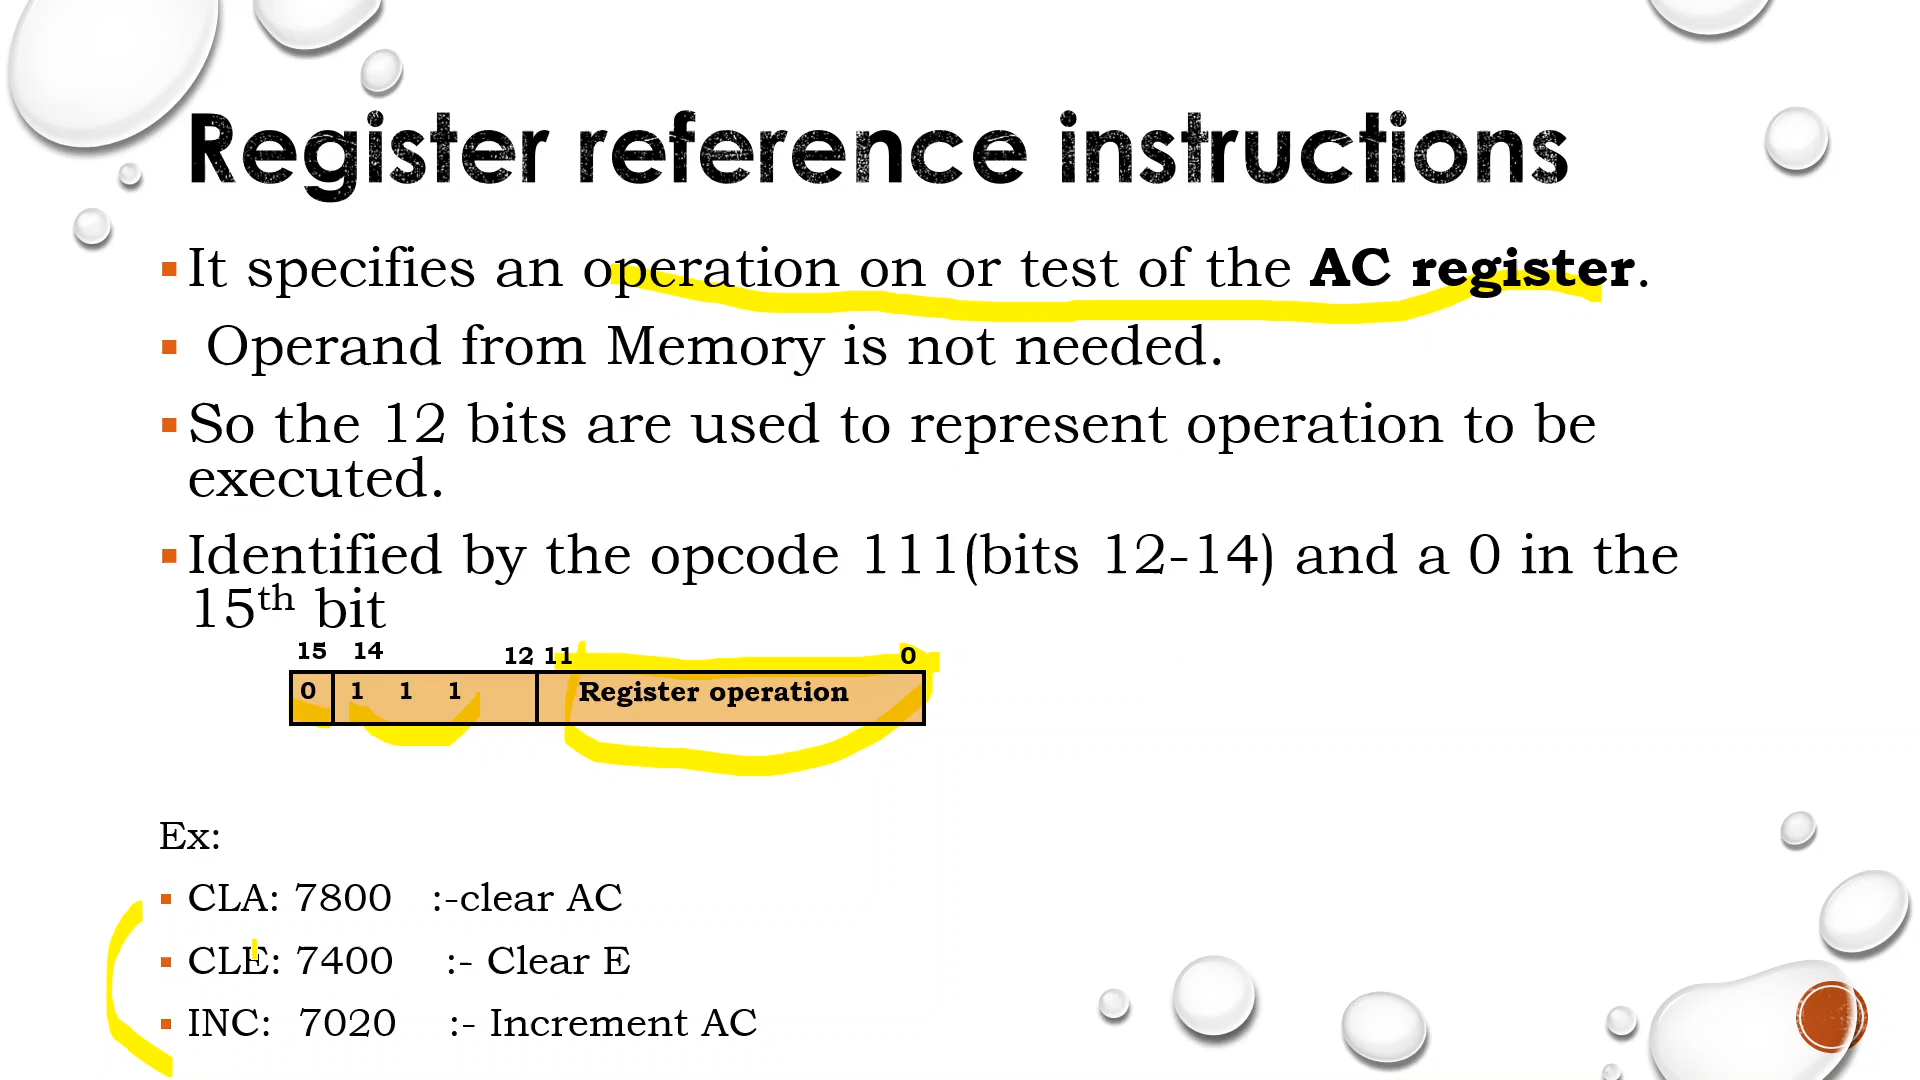 Register reference instructions
It specifies an operation on or test of the AC register.
Operand from Memory is not needed.
So the 12 bits are used to represent operation to be
executed.
Identified by the opcode 111(bits 12-14) and a 0 in the
15th bit
15 14 12 11 0
0 1 1 1 Register operation
Ex:
CLA: 7800 :-clear AC
CLE: 7400 :- Clear E
INC: 7020 :- Increment AC